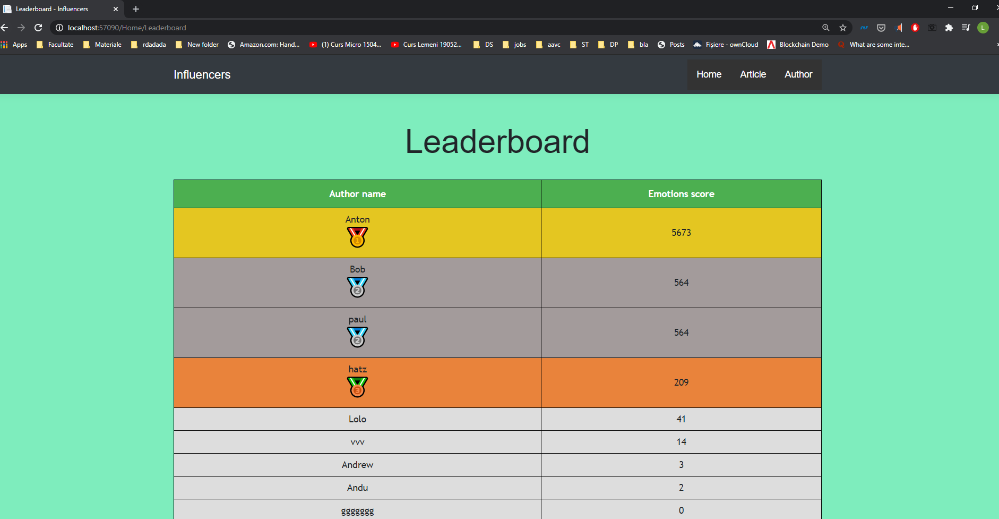 Leaderboard - Influencers
localhost:57090/Home/Leaderboard
L
Apps Facultate Materiale rdadada New folder Amazon.com: Hand... (1) Curs Micro 1504... Curs Lemeni 19052... DS jobs aavc ST DP bla Posts Fișiere - ownCloud Blockchain Demo What are some inte...
Influencers Home Article Author
Leaderboard
Author name Emotions score
Anton
1
5673
Bob
2
564
paul
2
564
hatz
3
209
Lolo 41
vvv 14
Andrew 3
Andu 2
ggggggg 0